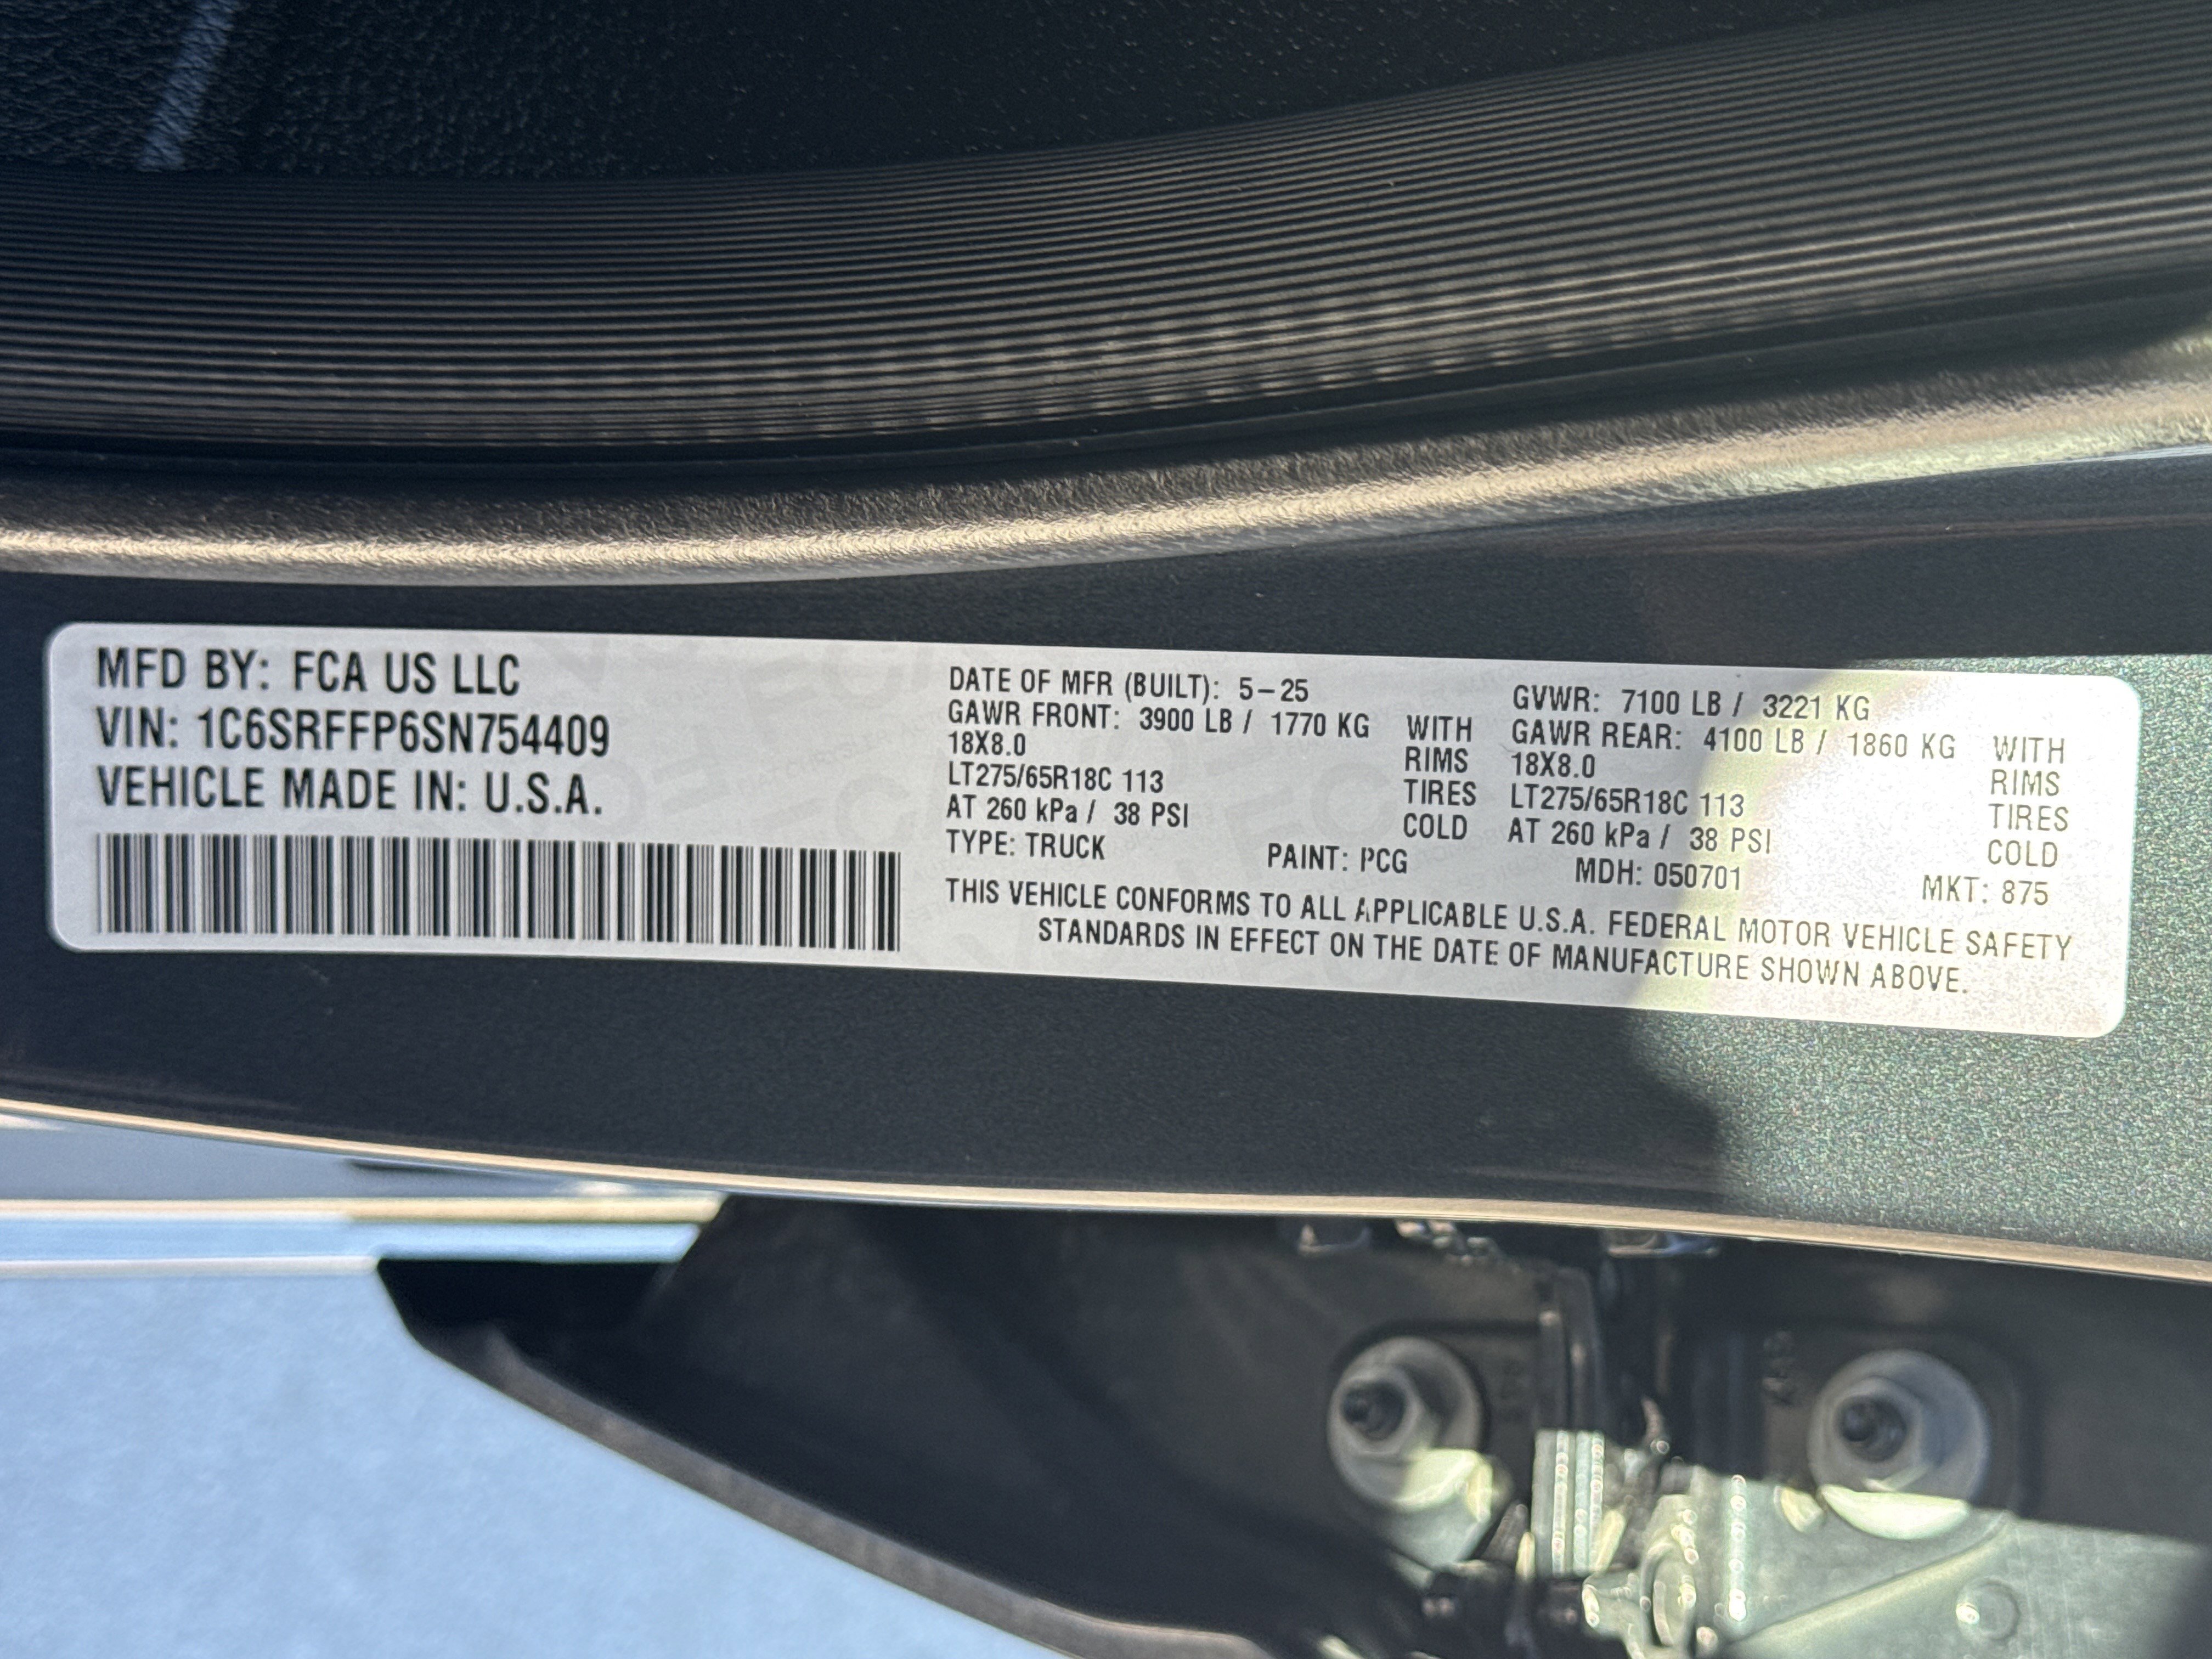 MFD BY: FCA US LLC
VIN: 1C6SRFFP6SN754409
VEHICLE MADE IN: U.S.A.
DATE OF MFR (BUILT): 5-25 GVWR: 7100 LB / 3221 KG
GAWR FRONT: 3900 LB / 1770 KG WITH GAWR REAR: 4100 LB / 1860 KG WITH
18X8.0 RIMS 18X8.0 RIMS
LT275/65R18C 113 TIRES LT275/65R18C 113 TIRES
AT 260 kPa / 38 PSI COLD AT 260 kPa / 38 PSI COLD
TYPE: TRUCK PAINT: PCG MDH: 050701 MKT: 875
THIS VEHICLE CONFORMS TO ALL APPLICABLE U.S.A. FEDERAL MOTOR VEHICLE SAFETY
STANDARDS IN EFFECT ON THE DATE OF MANUFACTURE SHOWN ABOVE.